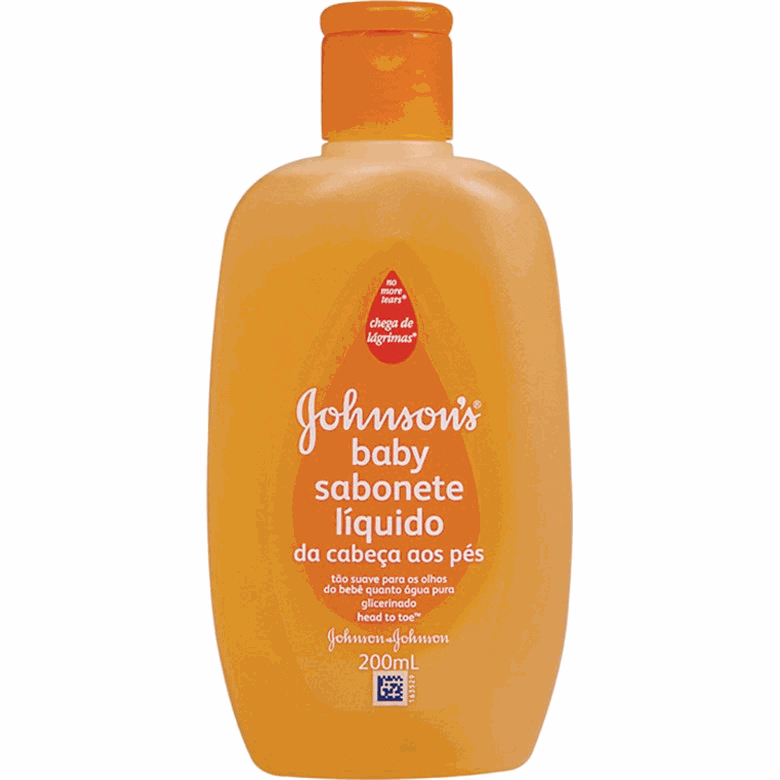 no
more
tears*
chega de
lágrimas*
Johnson's®
baby
sabonete
líquido
da cabeça aos pés
tão suave para os olhos
do bebê quanto água pura
glicerinado
head to toe™
Johnson & Johnson
200mL
163529